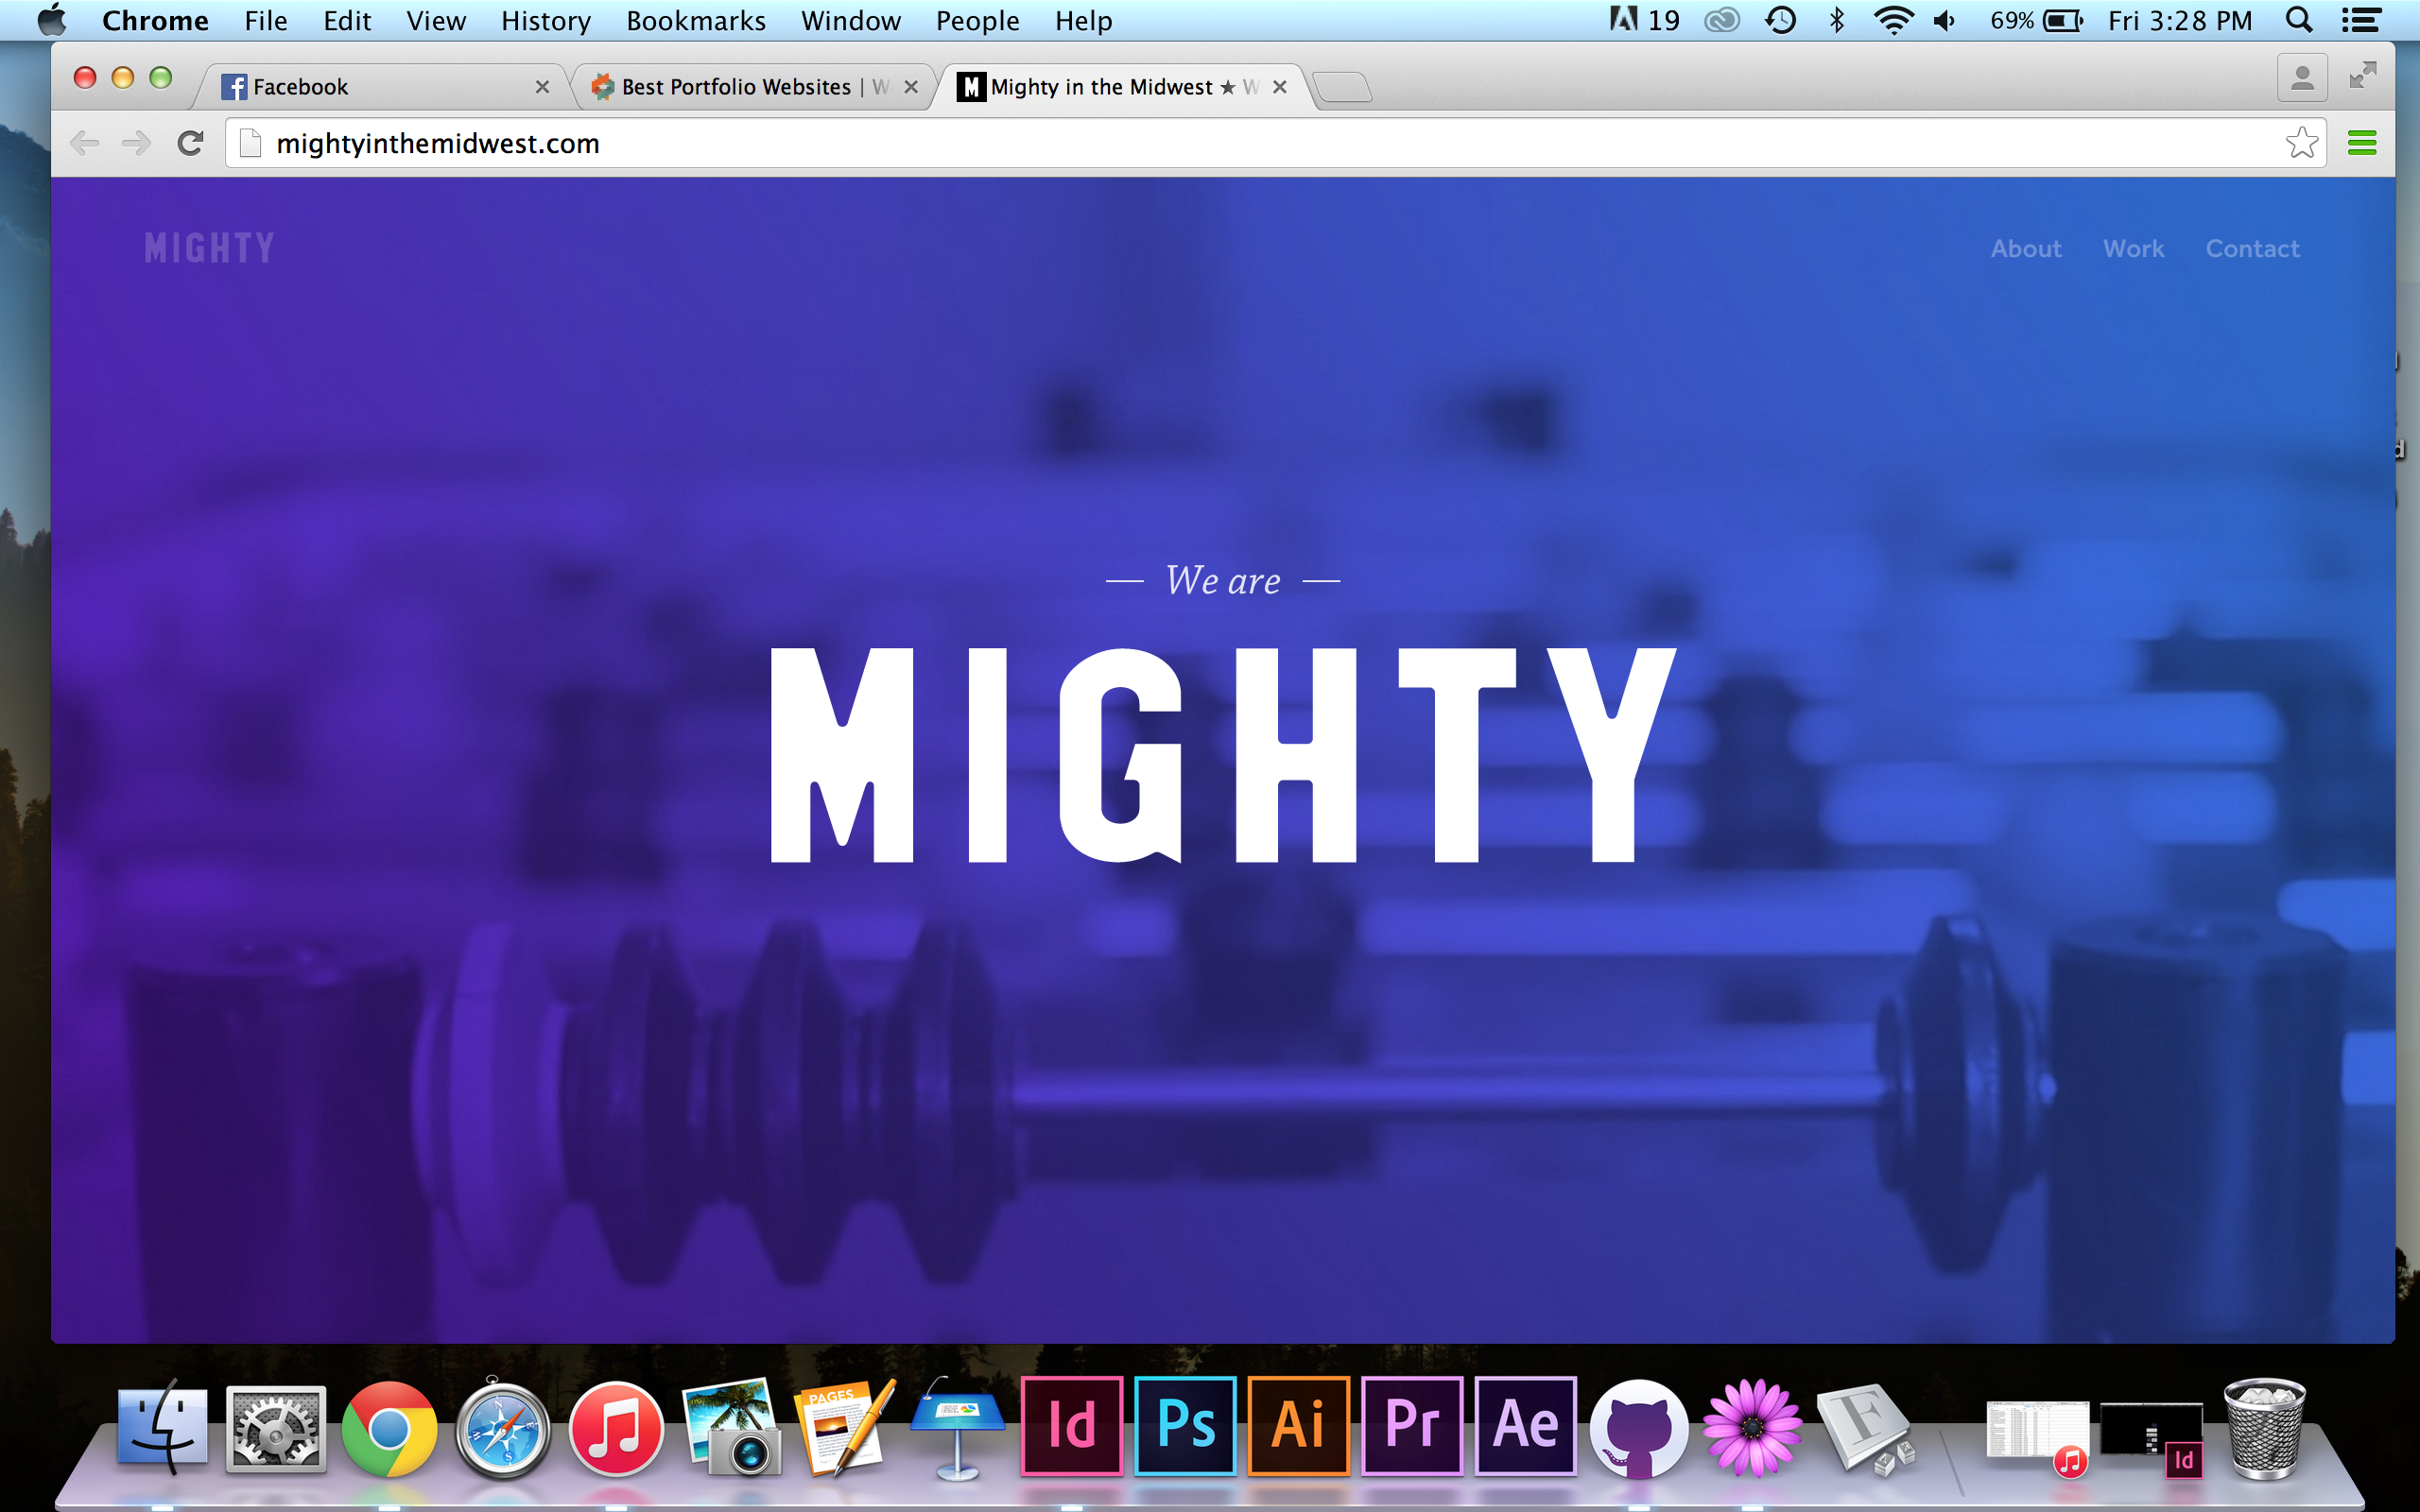 Chrome File Edit View History Bookmarks Window People Help 19 69% Fri 3:28 PM
Facebook Best Portfolio Websites | W Mighty in the Midwest ★ W
mightyinthemidwest.com
MIGHTY About Work Contact
— We are —
MIGHTY
PAGES Id Ps Ai Pr Ae F Id